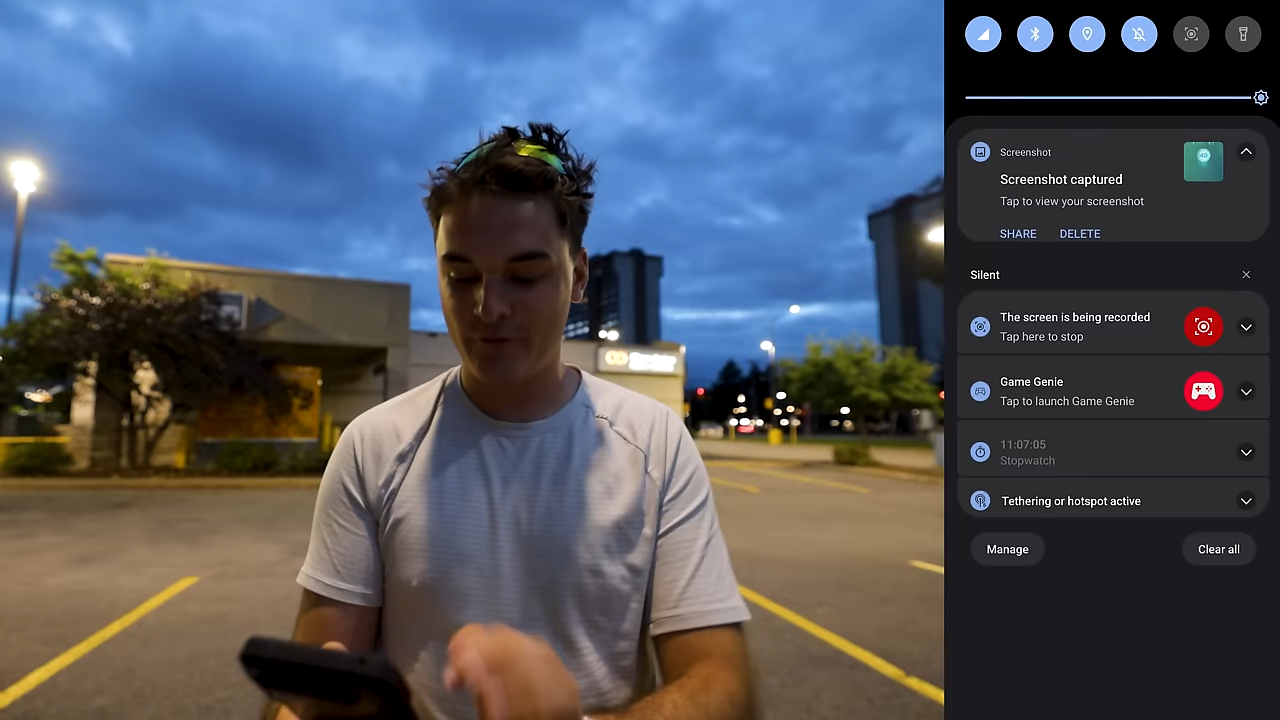 Screenshot
40
Screenshot captured
Tap to view your screenshot
SHARE DELETE
Silent
The screen is being recorded
Tap here to stop
Game Genie
Tap to launch Game Genie
11:07:05
Stopwatch
Tethering or hotspot active
Manage Clear all